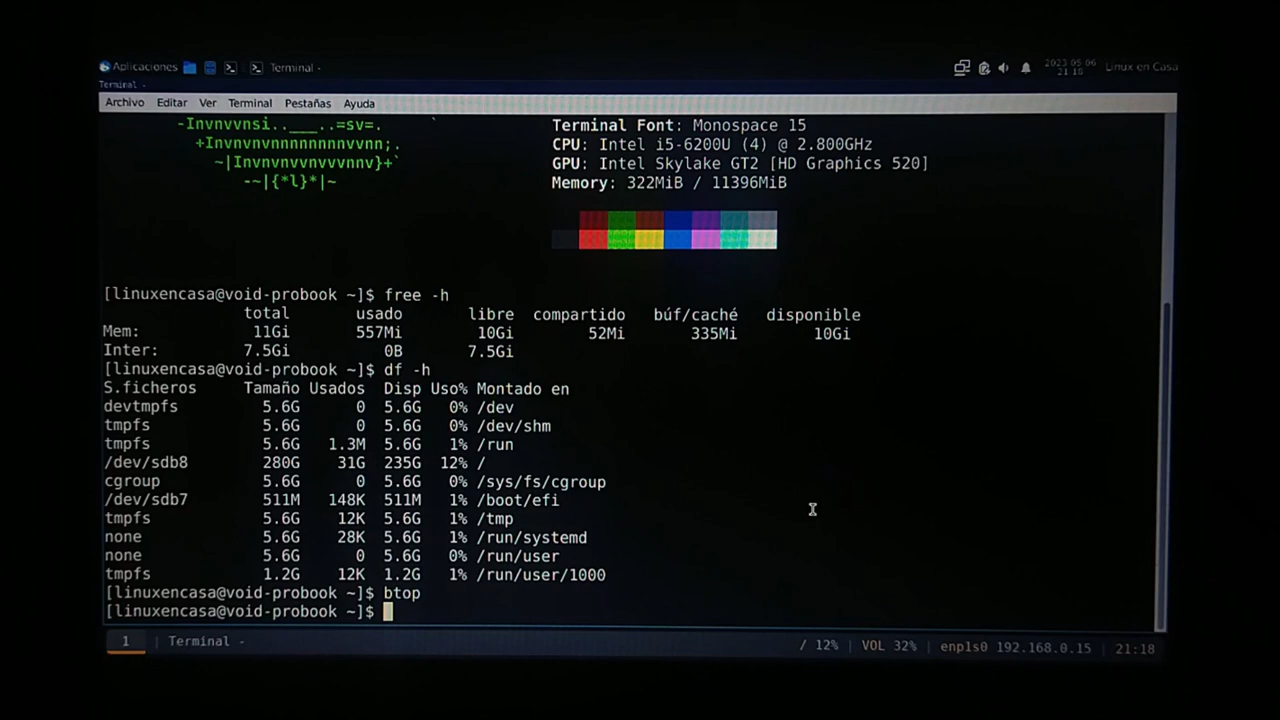 Aplicaciones Terminal - 2023-05-06 Linux en Casa
21:18
Terminal -
Archivo Editar Ver Terminal Pestañas Ayuda
-Invnvvnsi..___..=sv=. ` Terminal Font: Monospace 15
+Invnvnvnnnnnnnnvvnn;. CPU: Intel i5-6200U (4) @ 2.800GHz
~|Invnvnvvnvvvnnv}+` GPU: Intel Skylake GT2 [HD Graphics 520]
-~|{*l}*|~ Memory: 322MiB / 11396MiB
[linuxencasa@void-probook ~]$ free -h
total usado libre compartido búf/caché disponible
Mem: 11Gi 557Mi 10Gi 52Mi 335Mi 10Gi
Inter: 7.5Gi 0B 7.5Gi
[linuxencasa@void-probook ~]$ df -h
S.ficheros Tamaño Usados Disp Uso% Montado en
devtmpfs 5.6G 0 5.6G 0% /dev
tmpfs 5.6G 0 5.6G 0% /dev/shm
tmpfs 5.6G 1.3M 5.6G 1% /run
/dev/sdb8 280G 31G 235G 12% /
cgroup 5.6G 0 5.6G 0% /sys/fs/cgroup
/dev/sdb7 511M 148K 511M 1% /boot/efi
tmpfs 5.6G 12K 5.6G 1% /tmp
none 5.6G 28K 5.6G 1% /run/systemd
none 5.6G 0 5.6G 0% /run/user
tmpfs 1.2G 12K 1.2G 1% /run/user/1000
[linuxencasa@void-probook ~]$ btop
[linuxencasa@void-probook ~]$
1 | Terminal - / 12% | VOL 32% | enp1s0 192.168.0.15 | 21:18